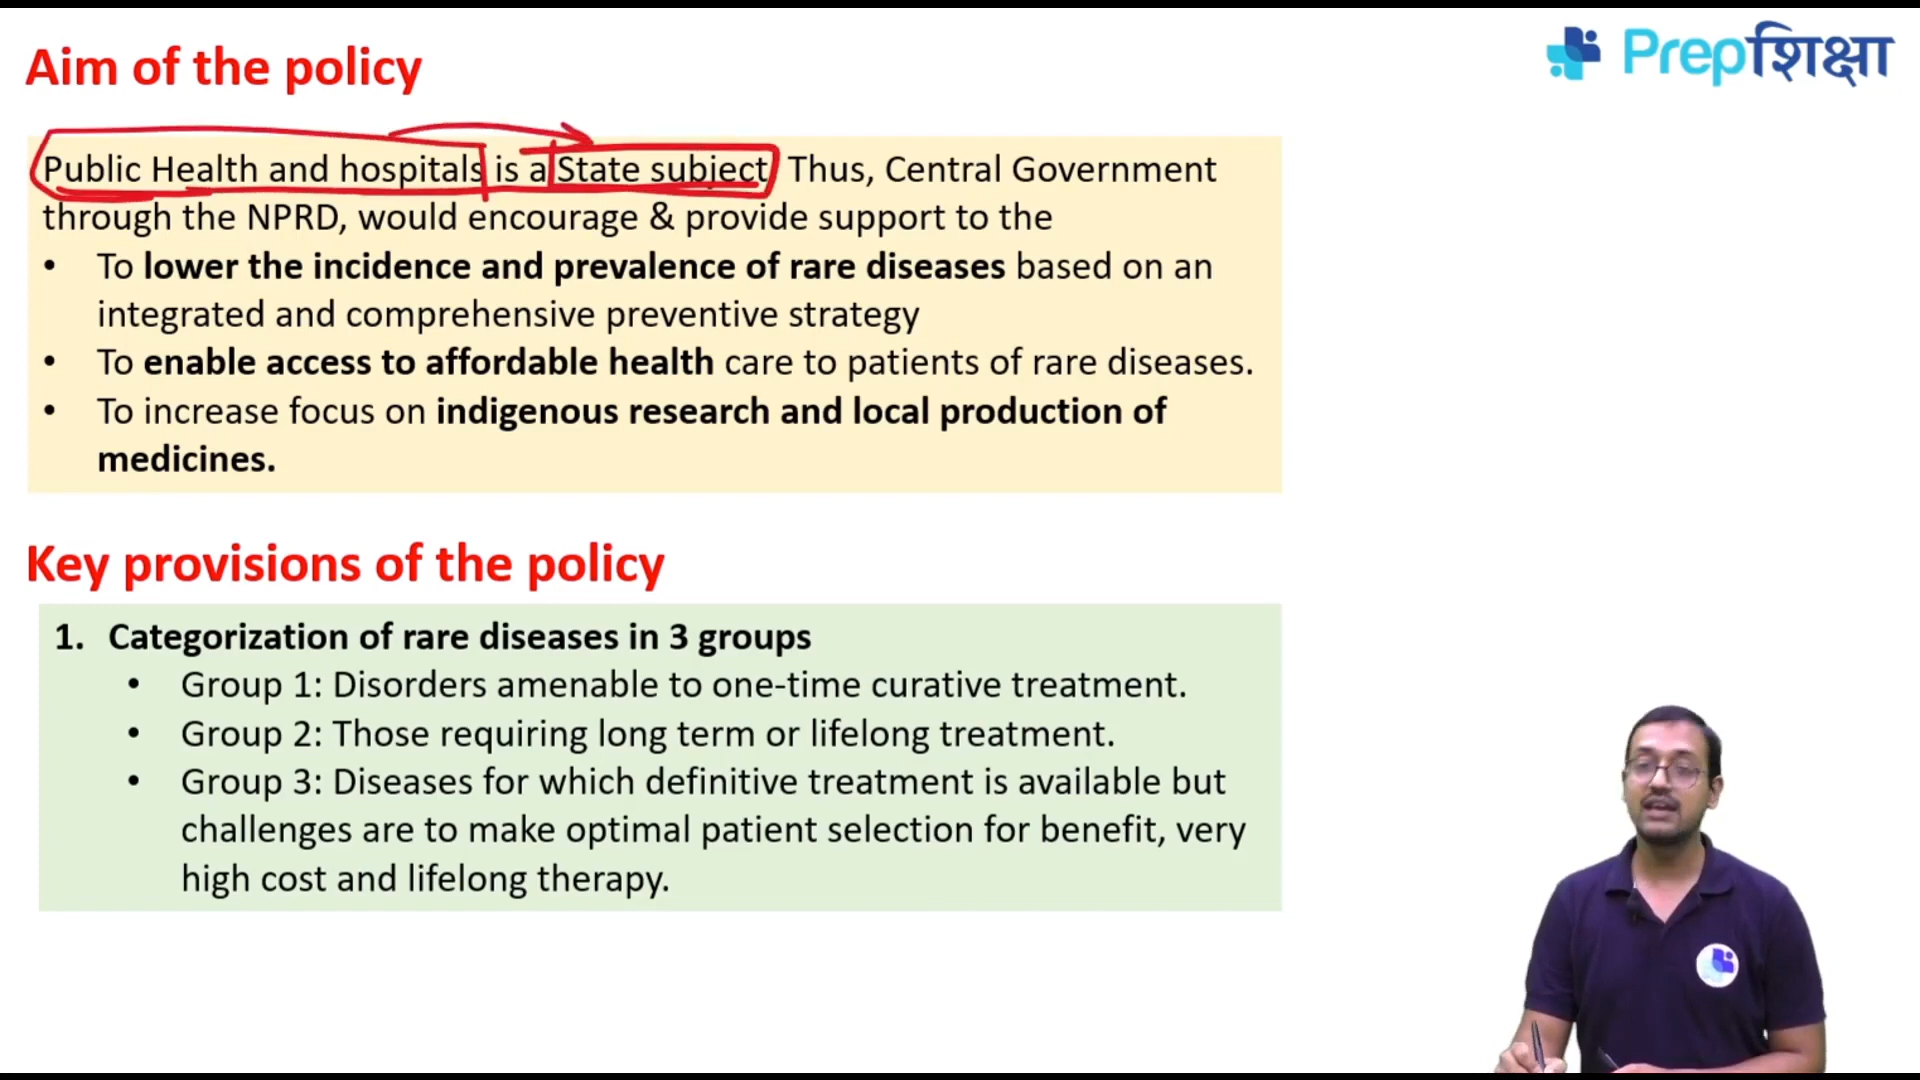 Aim of the policy
Prepशिक्षा
Public Health and hospitals is a State subject Thus, Central Government
through the NPRD, would encourage & provide support to the
• To lower the incidence and prevalence of rare diseases based on an
integrated and comprehensive preventive strategy
• To enable access to affordable health care to patients of rare diseases.
• To increase focus on indigenous research and local production of
medicines.
Key provisions of the policy
1. Categorization of rare diseases in 3 groups
• Group 1: Disorders amenable to one-time curative treatment.
• Group 2: Those requiring long term or lifelong treatment.
• Group 3: Diseases for which definitive treatment is available but
challenges are to make optimal patient selection for benefit, very
high cost and lifelong therapy.